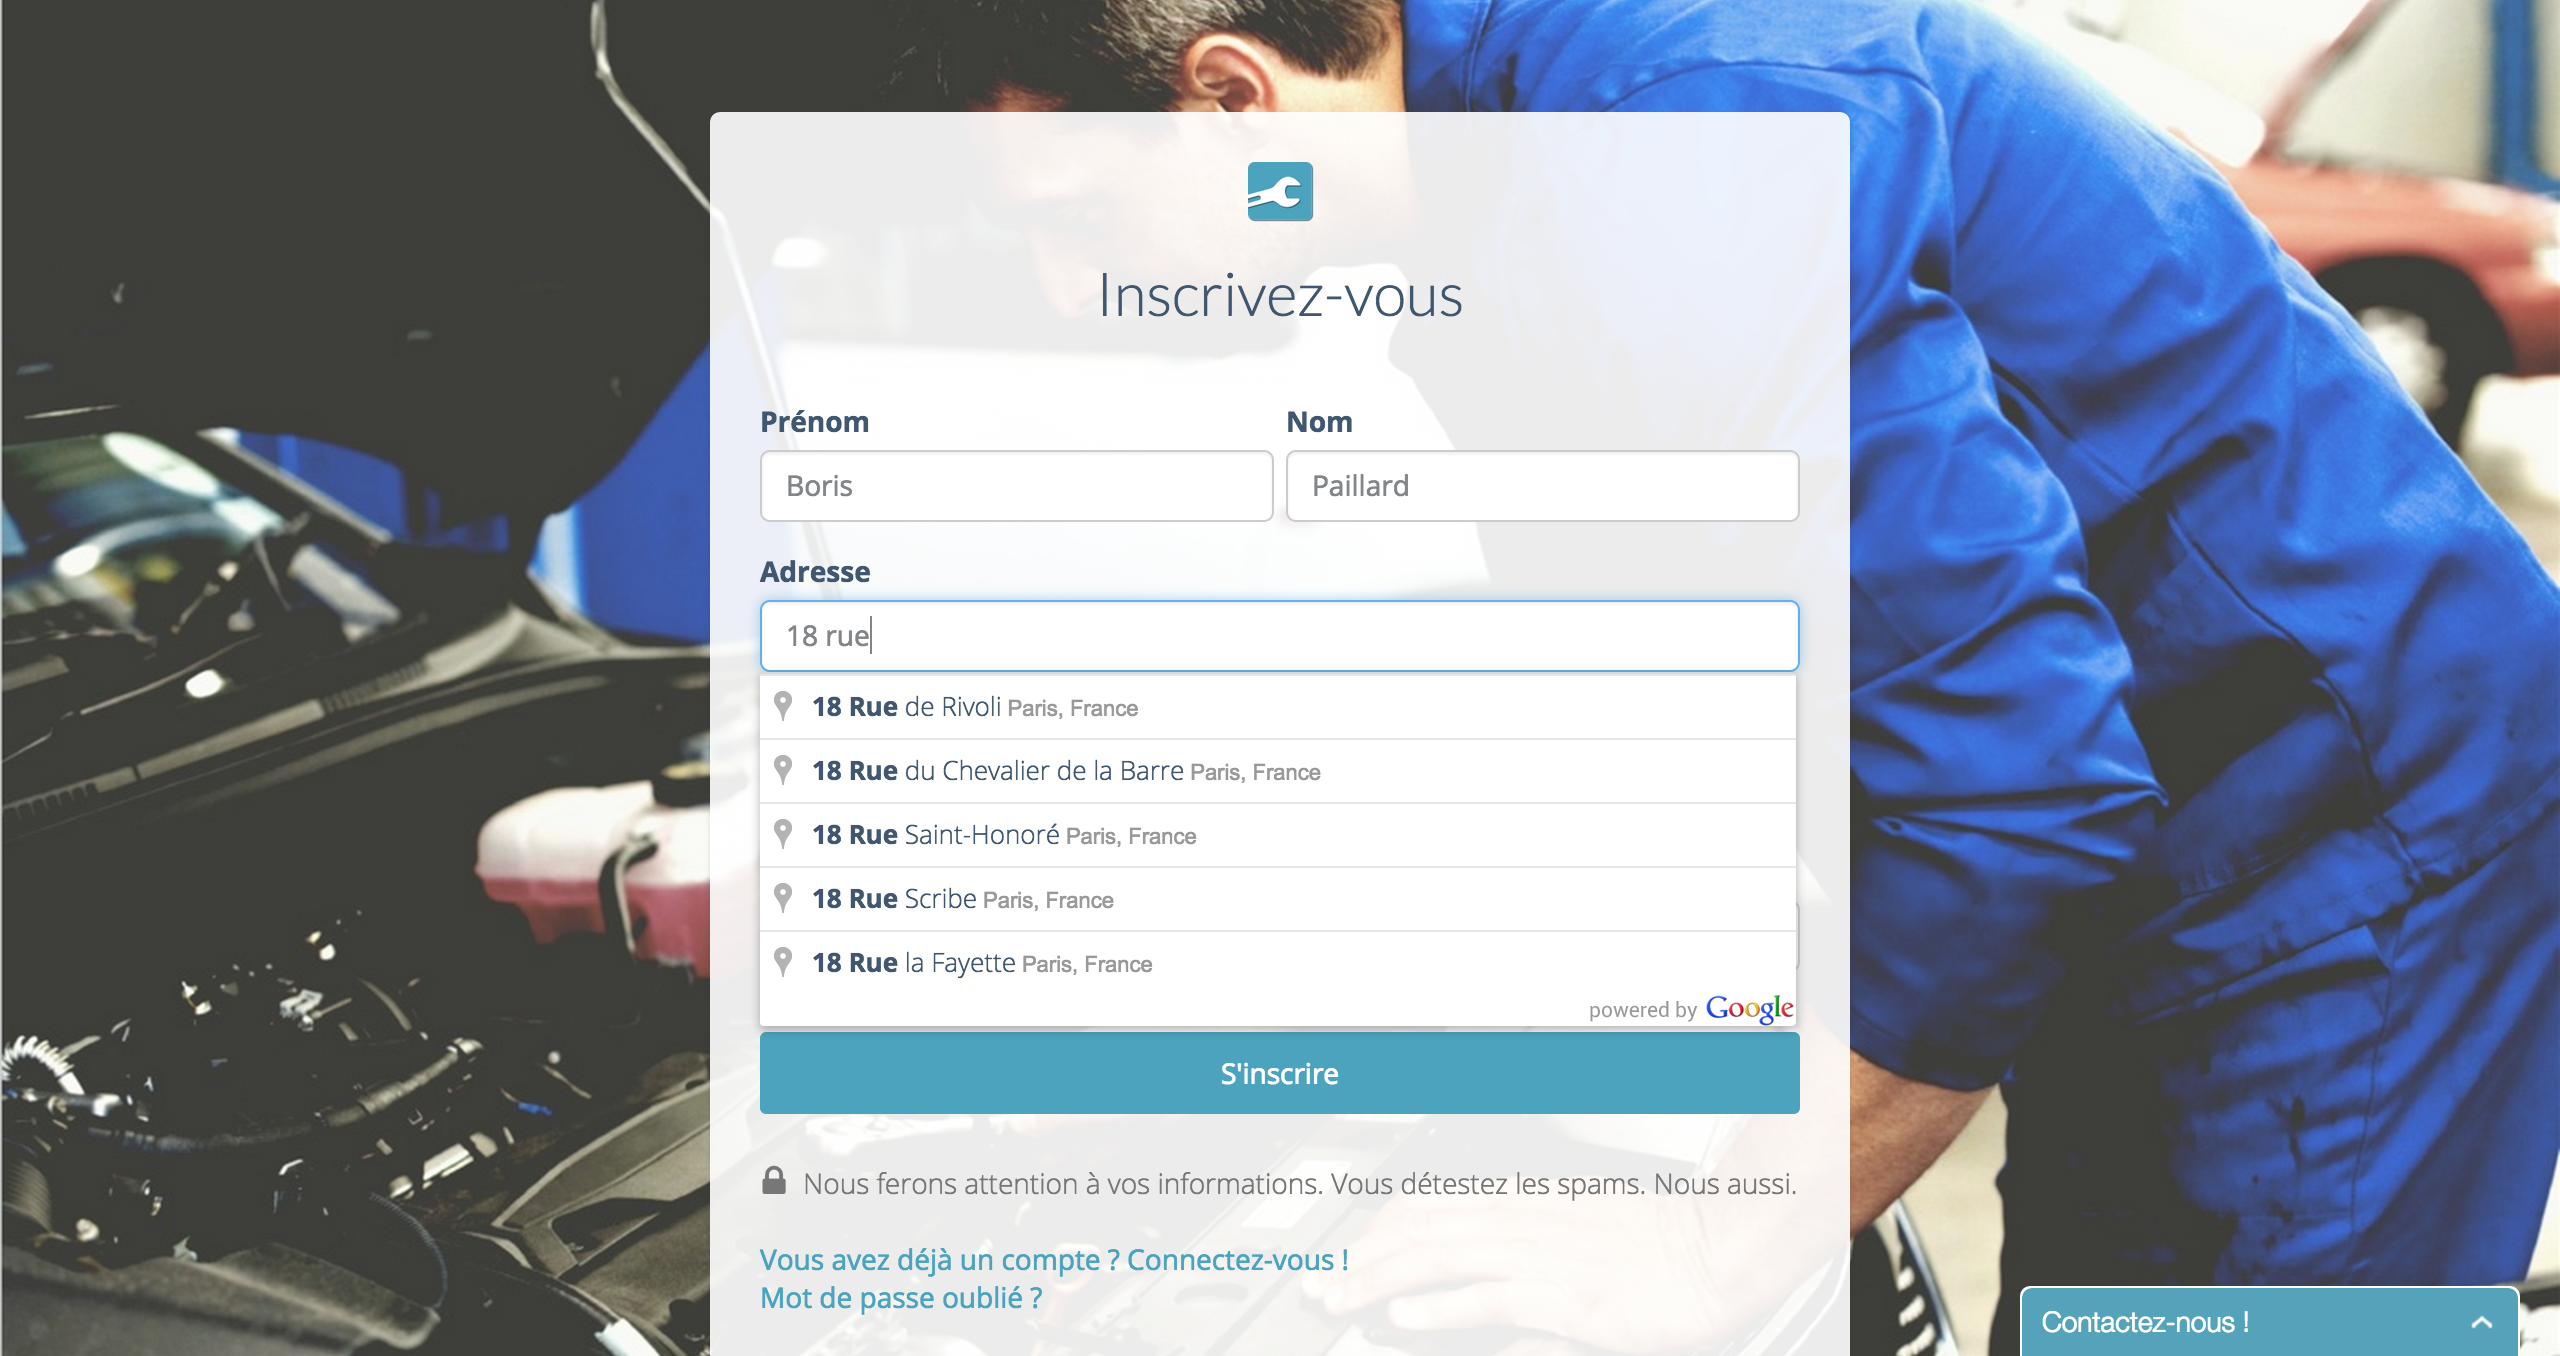 Inscrivez-vous
Prénom Nom
Boris Paillard
Adresse
18 rue
18 Rue de Rivoli Paris, France
18 Rue du Chevalier de la Barre Paris, France
18 Rue Saint-Honoré Paris, France
18 Rue Scribe Paris, France
18 Rue la Fayette Paris, France
powered by Google
S'inscrire
Nous ferons attention à vos informations. Vous détestez les spams. Nous aussi.
Vous avez déjà un compte ? Connectez-vous !
Mot de passe oublié ?
Contactez-nous !